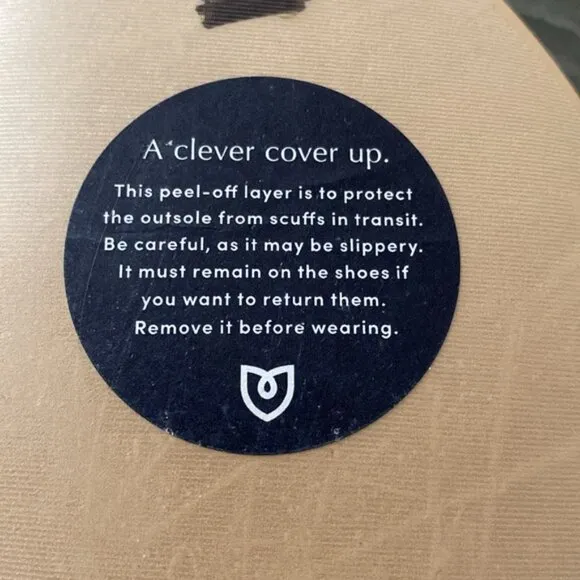 A clever cover up.
This peel-off layer is to protect
the outsole from scuffs in transit.
Be careful, as it may be slippery.
It must remain on the shoes if
you want to return them.
Remove it before wearing.